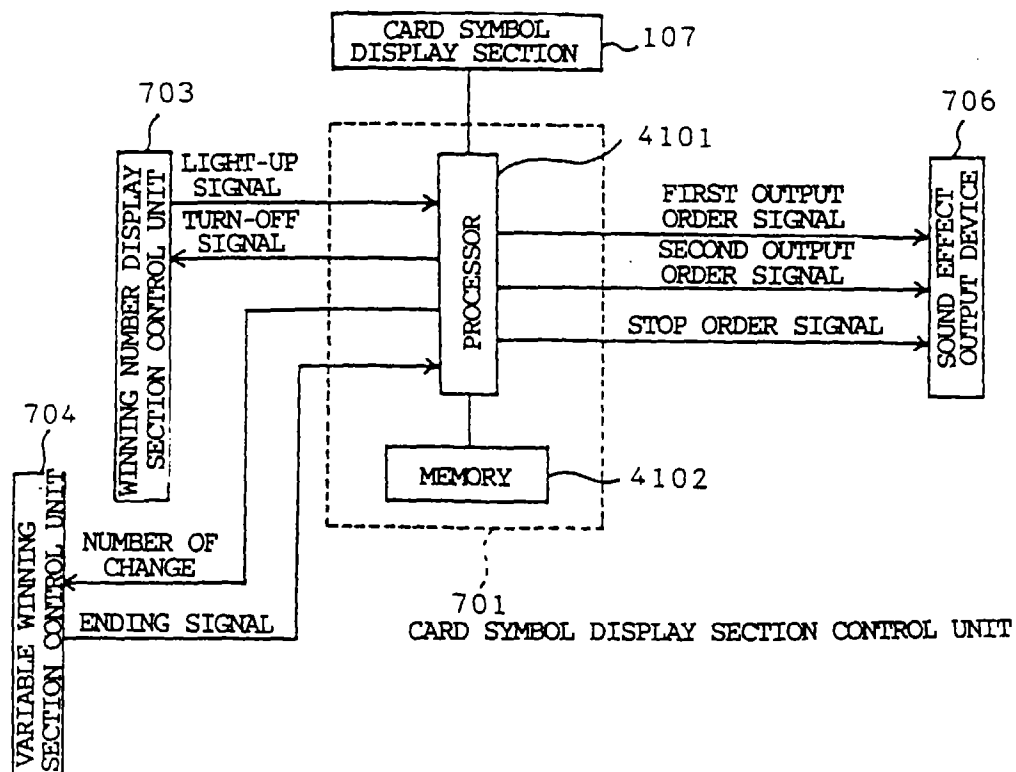 CARD SYMBOL
DISPLAY SECTION
107
703
4101
706
WINNING NUMBER DISPLAY
SECTION CONTROL UNIT
LIGHT-UP
SIGNAL
TURN-OFF
SIGNAL
PROCESSOR
FIRST OUTPUT
ORDER SIGNAL
SECOND OUTPUT
ORDER SIGNAL
STOP ORDER SIGNAL
SOUND EFFECT
OUTPUT DEVICE
704
MEMORY
4102
VARIABLE WINNING
SECTION CONTROL UNIT
NUMBER OF
CHANGE
ENDING SIGNAL
701
CARD SYMBOL DISPLAY SECTION CONTROL UNIT